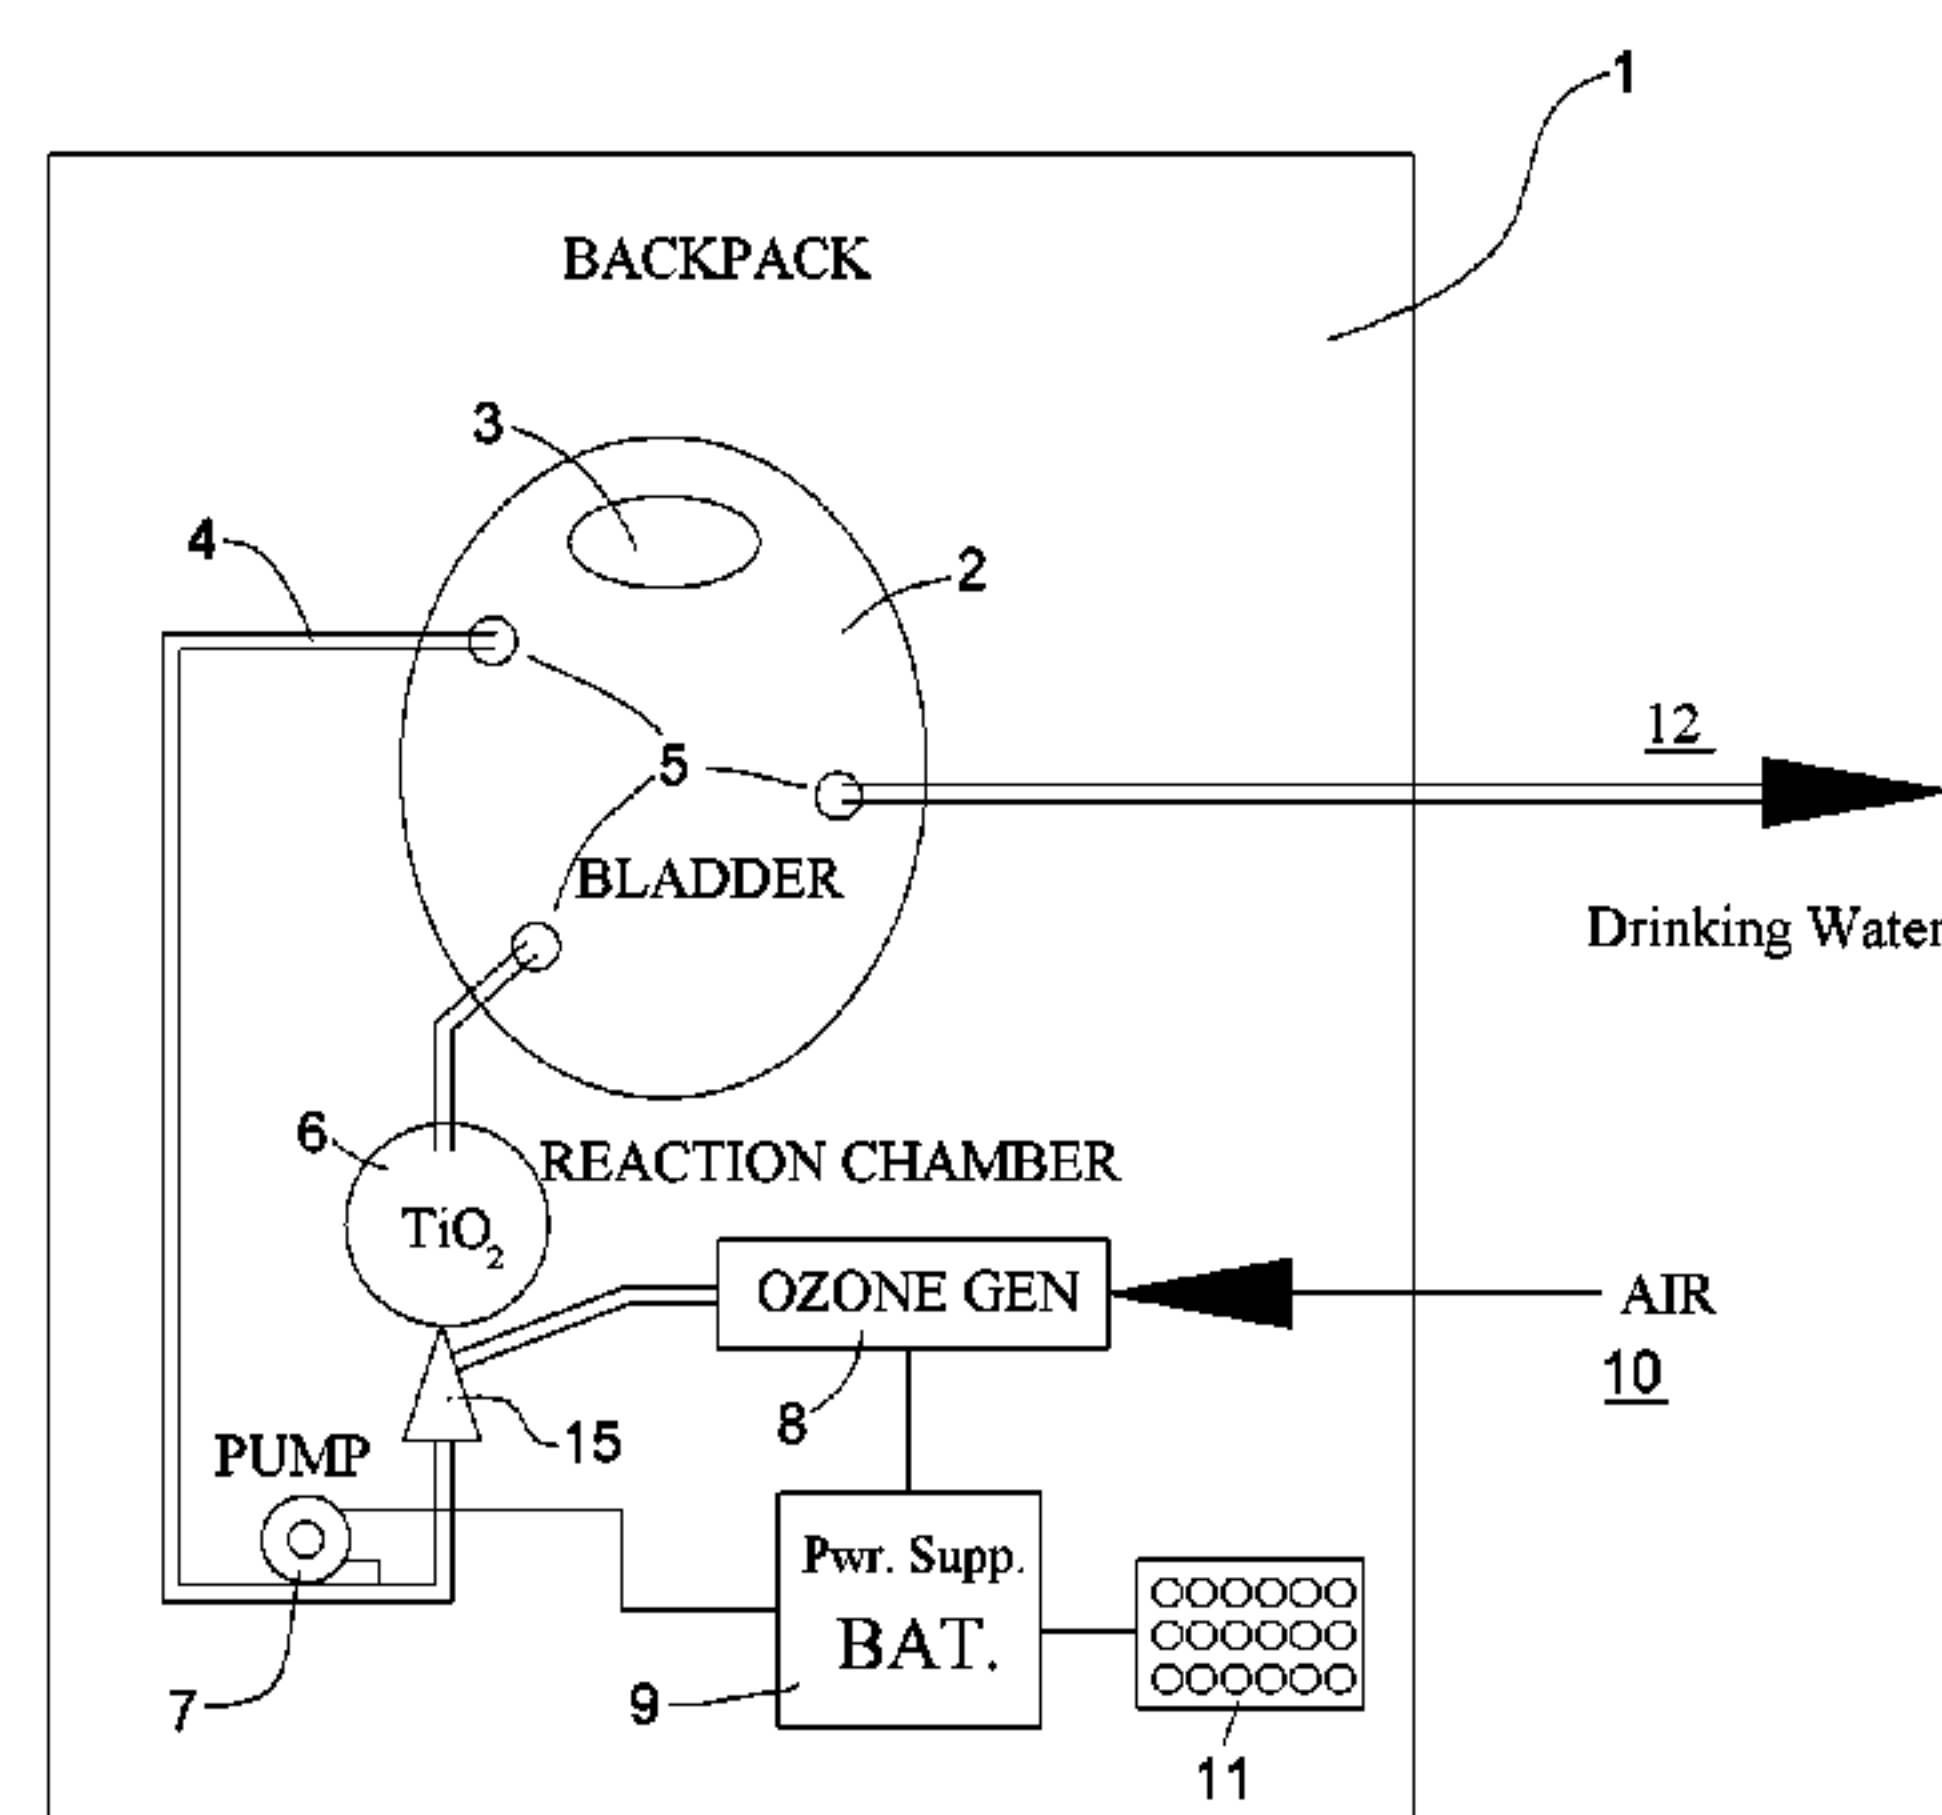 1
BACKPACK
3
4
2
12
5
BLADDER
Drinking Water
6
REACTION CHAMBER
TiO₂
OZONE GEN
AIR
10
8
15
PUMP
Pwr. Supp.
BAT.
7
9
11